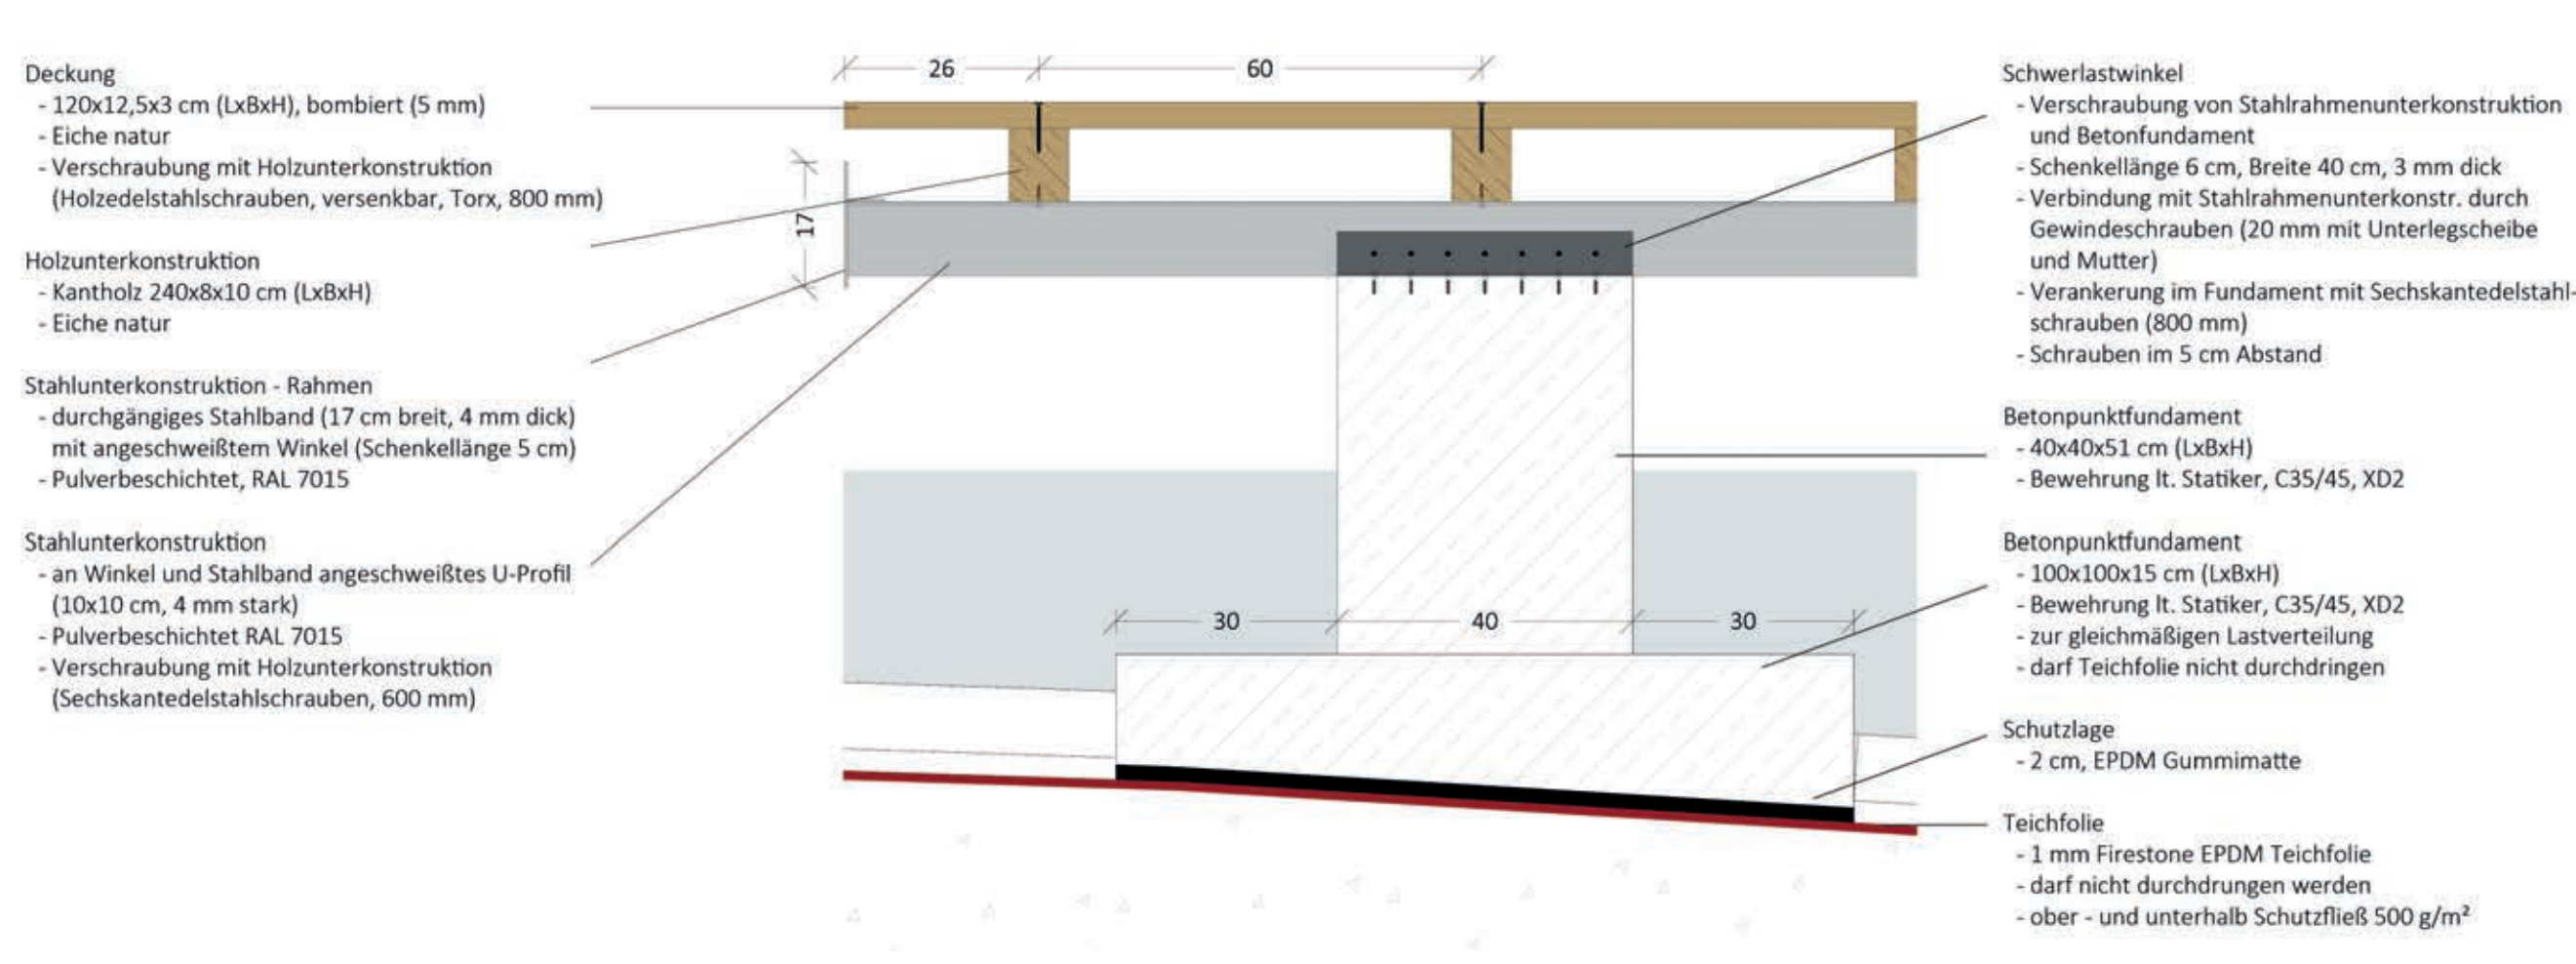 Deckung
- 120x12,5x3 cm (LxBxH), bombiert (5 mm)
- Eiche natur
- Verschraubung mit Holzunterkonstruktion
(Holzedelstahlschrauben, versenkbar, Torx, 800 mm)
Holzunterkonstruktion
- Kantholz 240x8x10 cm (LxBxH)
- Eiche natur
Stahlunterkonstruktion - Rahmen
- durchgängiges Stahlband (17 cm breit, 4 mm dick)
mit angeschweißtem Winkel (Schenkellänge 5 cm)
- Pulverbeschichtet, RAL 7015
Stahlunterkonstruktion
- an Winkel und Stahlband angeschweißtes U-Profil
(10x10 cm, 4 mm stark)
- Pulverbeschichtet RAL 7015
- Verschraubung mit Holzunterkonstruktion
(Sechskantedelstahlschrauben, 600 mm)
26
60
17
30
40
30
Schwerlastwinkel
- Verschraubung von Stahlrahmenunterkonstruktion
und Betonfundament
- Schenkellänge 6 cm, Breite 40 cm, 3 mm dick
- Verbindung mit Stahlrahmenunterkonstr. durch
Gewindeschrauben (20 mm mit Unterlegscheibe
und Mutter)
- Verankerung im Fundament mit Sechskantedelstahl-
schrauben (800 mm)
- Schrauben im 5 cm Abstand
Betonpunktfundament
- 40x40x51 cm (LxBxH)
- Bewehrung lt. Statiker, C35/45, XD2
Betonpunktfundament
- 100x100x15 cm (LxBxH)
- Bewehrung lt. Statiker, C35/45, XD2
- zur gleichmäßigen Lastverteilung
- darf Teichfolie nicht durchdringen
Schutzlage
- 2 cm, EPDM Gummimatte
Teichfolie
- 1 mm Firestone EPDM Teichfolie
- darf nicht durchdrungen werden
- ober - und unterhalb Schutzfließ 500 g/m²